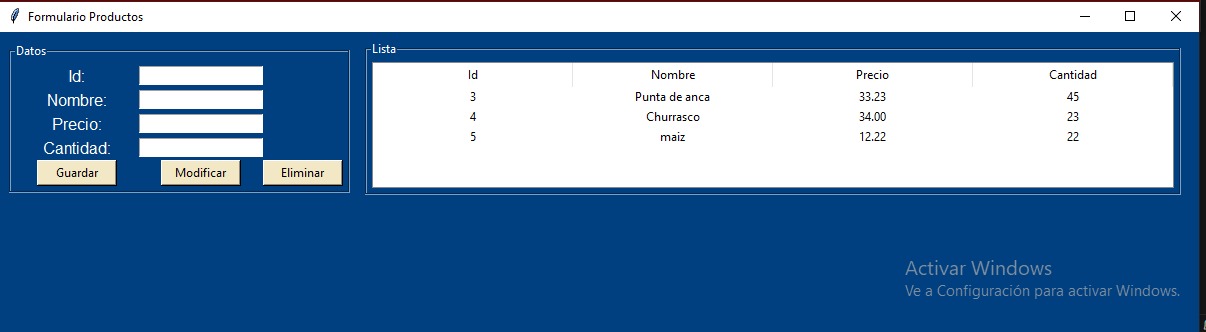 Formulario Productos
Datos
Id:
Nombre:
Precio:
Cantidad:
Guardar Modificar Eliminar
Lista
Id Nombre Precio Cantidad
3 Punta de anca 33.23 45
4 Churrasco 34.00 23
5 maiz 12.22 22
Activar Windows
Ve a Configuración para activar Windows.